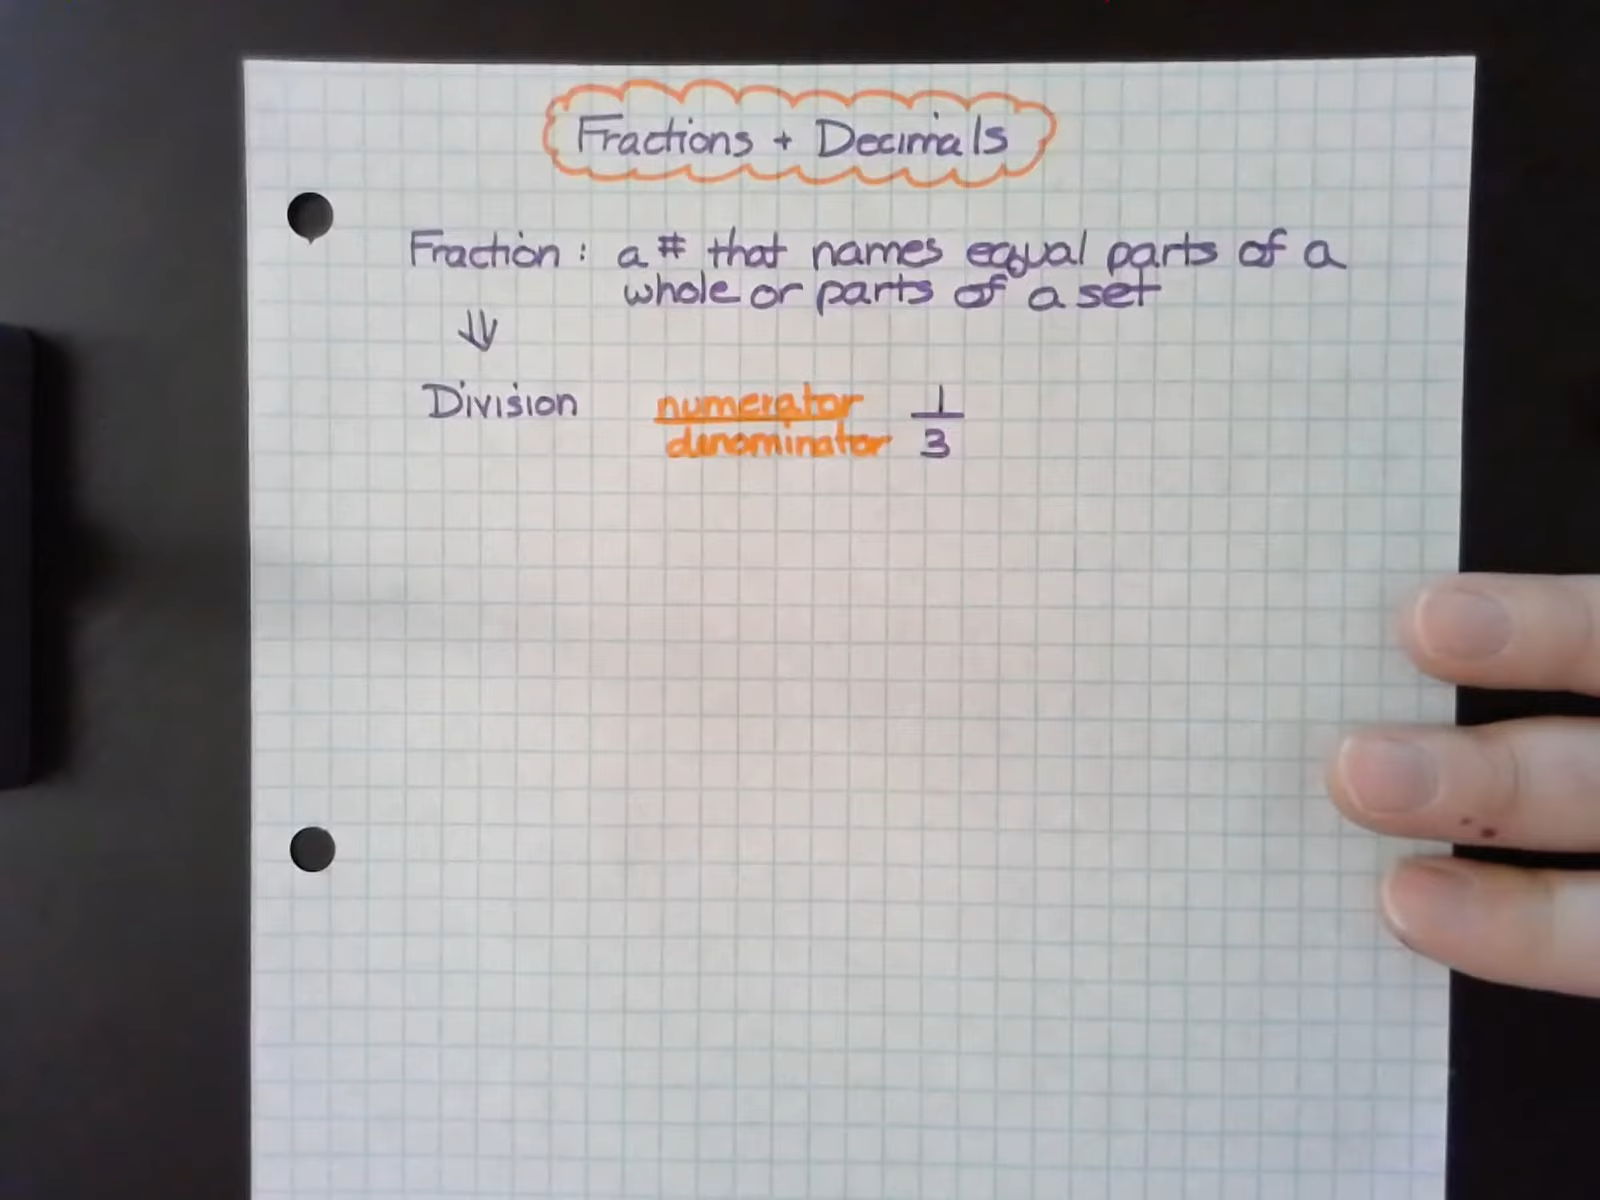 Fractions + Decimals
Fraction: a # that names equal parts of a
whole or parts of a set
Division numerator 1
denominator 3